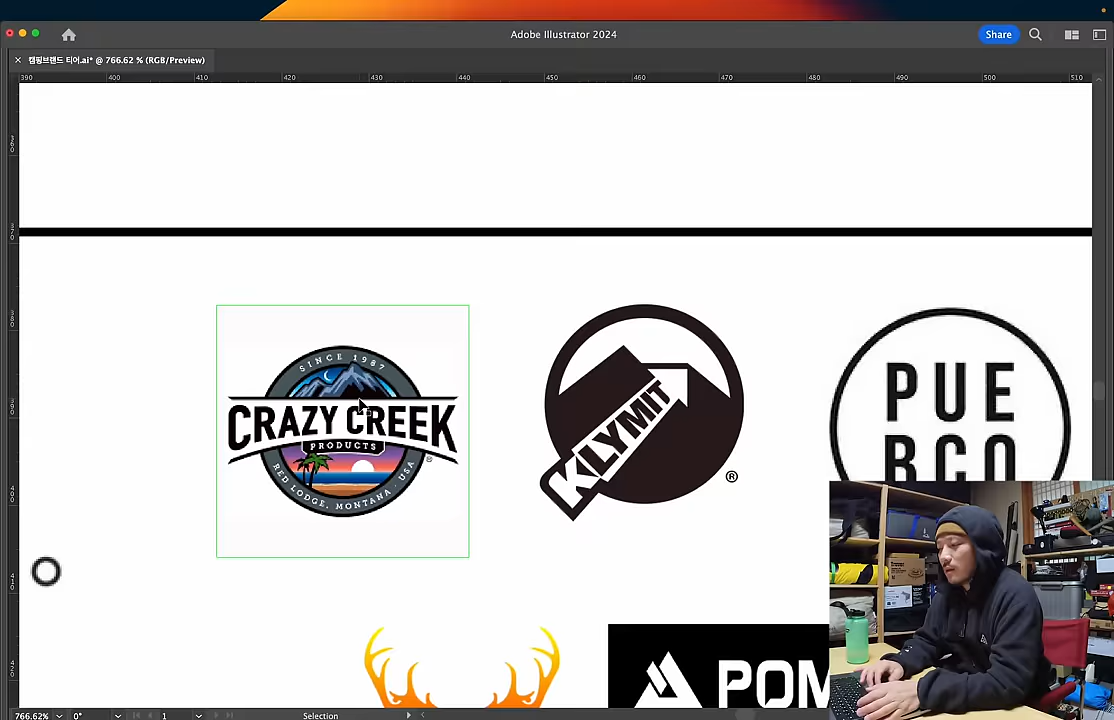 Adobe Illustrator 2024
Share
× 캠핑브랜드 티어.ai* @ 766.62 % (RGB/Preview)
390 400 410 420 430 440 450 460 470 480 490 500 510
SINCE 1987
CRAZY CREEK
PRODUCTS
RED LODGE, MONTANA · USA
®
KLYMIT
®
PUE
BCO
POM
766.62% 0° 1 Selection